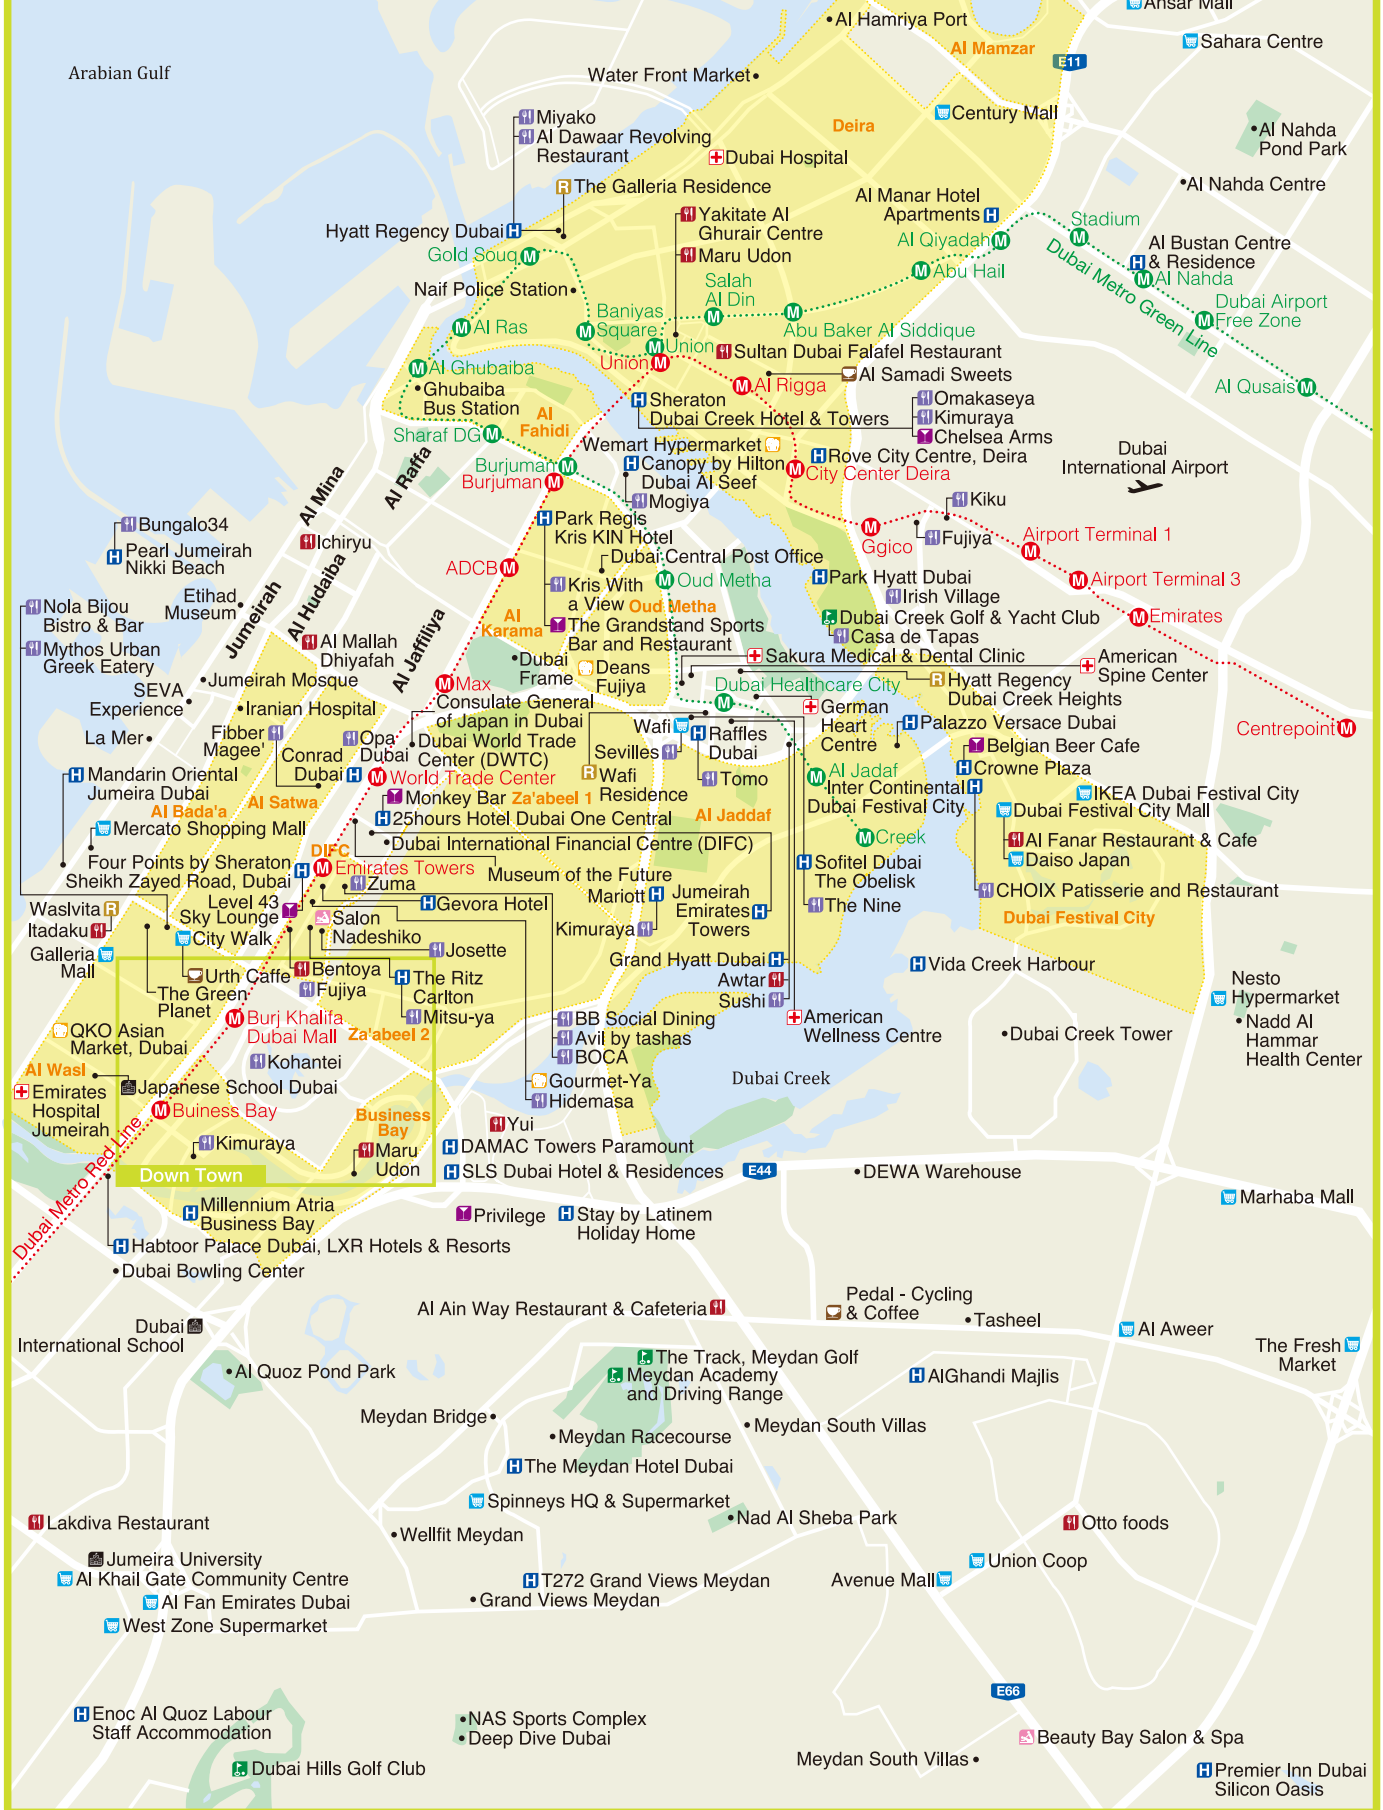 Ansar Mall
Al Hamriya Port
Sahara Centre
Al Mamzar
E11
Arabian Gulf
Water Front Market
Century Mall
Deira
Miyako
Al Dawaar Revolving
Restaurant
Al Nahda
Pond Park
Dubai Hospital
The Galleria Residence
Al Nahda Centre
Al Manar Hotel
Apartments
Yakitate Al
Ghurair Centre
Hyatt Regency Dubai
Stadium
Al Qiyadah
Al Bustan Centre
& Residence
Gold Souq
Maru Udon
Dubai Metro Green Line
Abu Hail
Al Nahda
Salah
Al Din
Naif Police Station
Dubai Airport
Free Zone
Baniyas
Square
Al Ras
Abu Baker Al Siddique
Union
Sultan Dubai Falafel Restaurant
Union
Al Ghubaiba
Al Samadi Sweets
Al Rigga
Al Qusais
Ghubaiba
Bus Station
Sheraton
Dubai Creek Hotel & Towers
Omakaseya
Kimuraya
Chelsea Arms
Al
Fahidi
Sharaf DG
Wemart Hypermarket
Rove City Centre, Deira
Dubai
International Airport
Burjuman
Burjuman
Canopy by Hilton
Dubai Al Seef
City Center Deira
Al Raffa
Al Mina
Mogiya
Kiku
Bungalo34
Park Regis
Kris KIN Hotel
Ggico
Fujiya
Airport Terminal 1
Ichiryu
Pearl Jumeirah
Nikki Beach
Dubai Central Post Office
ADCB
Al Hudaiba
Oud Metha
Park Hyatt Dubai
Airport Terminal 3
Kris With
a View
Oud Metha
Irish Village
Etihad
Museum
Nola Bijou
Bistro & Bar
Jumeirah
Al
Karama
The Grandstand Sports
Bar and Restaurant
Dubai Creek Golf & Yacht Club
Casa de Tapas
Emirates
Al Mallah
Dhiyafah
Al Jaffiliya
Mythos Urban
Greek Eatery
Sakura Medical & Dental Clinic
American
Spine Center
Dubai
Frame
Deans
Fujiya
Jumeirah Mosque
Max
Dubai Healthcare City
Hyatt Regency
Dubai Creek Heights
SEVA
Experience
Iranian Hospital
Consulate General
of Japan in Dubai
German
Heart
Centre
Palazzo Versace Dubai
Centrepoint
Fibber
Magee'
Opa
Dubai
Wafi
Raffles
Dubai
La Mer
Dubai World Trade
Center (DWTC)
Sevilles
Belgian Beer Cafe
Conrad
Dubai
Crowne Plaza
Mandarin Oriental
Jumeira Dubai
World Trade Center
Wafi
Residence
Tomo
Al Jadaf
Inter Continental
Dubai Festival City
IKEA Dubai Festival City
Al Bada'a
Al Satwa
Monkey Bar
Za'abeel 1
Al Jaddaf
Dubai Festival City Mall
Mercato Shopping Mall
25hours Hotel Dubai One Central
Creek
Al Fanar Restaurant & Cafe
Dubai International Financial Centre (DIFC)
DIFC
Daiso Japan
Four Points by Sheraton
Sheikh Zayed Road, Dubai
Emirates Towers
Museum of the Future
Sofitel Dubai
The Obelisk
Zuma
CHOIX Patisserie and Restaurant
Level 43
Sky Lounge
Gevora Hotel
Mariott
Jumeirah
Emirates
Towers
The Nine
Waslvita
Itadaku
Salon
Nadeshiko
Kimuraya
Dubai Festival City
City Walk
Josette
Galleria
Mall
Grand Hyatt Dubai
Vida Creek Harbour
Urth Caffe
Bentoya
Fujiya
The Ritz
Carlton
Awtar
Sushi
Nesto
Hypermarket
The Green
Planet
Mitsu-ya
BB Social Dining
American
Wellness Centre
Burj Khalifa
Dubai Mall
Za'abeel 2
Nadd Al
Hammar
Health Center
QKO Asian
Market, Dubai
Avil by tashas
Dubai Creek Tower
BOCA
Kohantei
Al Wasl
Japanese School Dubai
Gourmet-Ya
Dubai Creek
Emirates
Hospital
Jumeirah
Hidemasa
Buiness Bay
Business
Bay
Yui
Kimuraya
Maru
Udon
DAMAC Towers Paramount
Dubai Metro Red Line
Down Town
SLS Dubai Hotel & Residences
E44
DEWA Warehouse
Millennium Atria
Business Bay
Marhaba Mall
Privilege
Stay by Latinem
Holiday Home
Habtoor Palace Dubai, LXR Hotels & Resorts
Dubai Bowling Center
Al Ain Way Restaurant & Cafeteria
Pedal - Cycling
& Coffee
Tasheel
Dubai
International School
Al Aweer
The Fresh
Market
The Track, Meydan Golf
Al Quoz Pond Park
Meydan Academy
and Driving Range
AlGhandi Majlis
Meydan Bridge
Meydan South Villas
Meydan Racecourse
The Meydan Hotel Dubai
Spinneys HQ & Supermarket
Nad Al Sheba Park
Lakdiva Restaurant
Otto foods
Wellfit Meydan
Jumeira University
Union Coop
Al Khail Gate Community Centre
T272 Grand Views Meydan
Avenue Mall
Al Fan Emirates Dubai
Grand Views Meydan
West Zone Supermarket
E66
Enoc Al Quoz Labour
Staff Accommodation
NAS Sports Complex
Deep Dive Dubai
Beauty Bay Salon & Spa
Meydan South Villas
Dubai Hills Golf Club
Premier Inn Dubai
Silicon Oasis